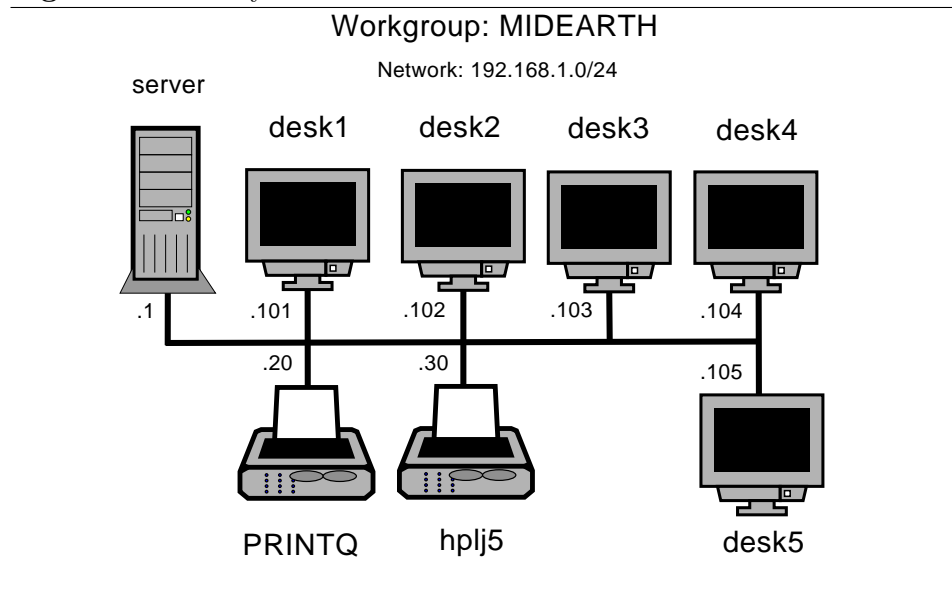 Workgroup: MIDEARTH
Network: 192.168.1.0/24
server
desk1 desk2 desk3 desk4
.1 .101 .102 .103 .104
.20 .30 .105
PRINTQ hplj5 desk5